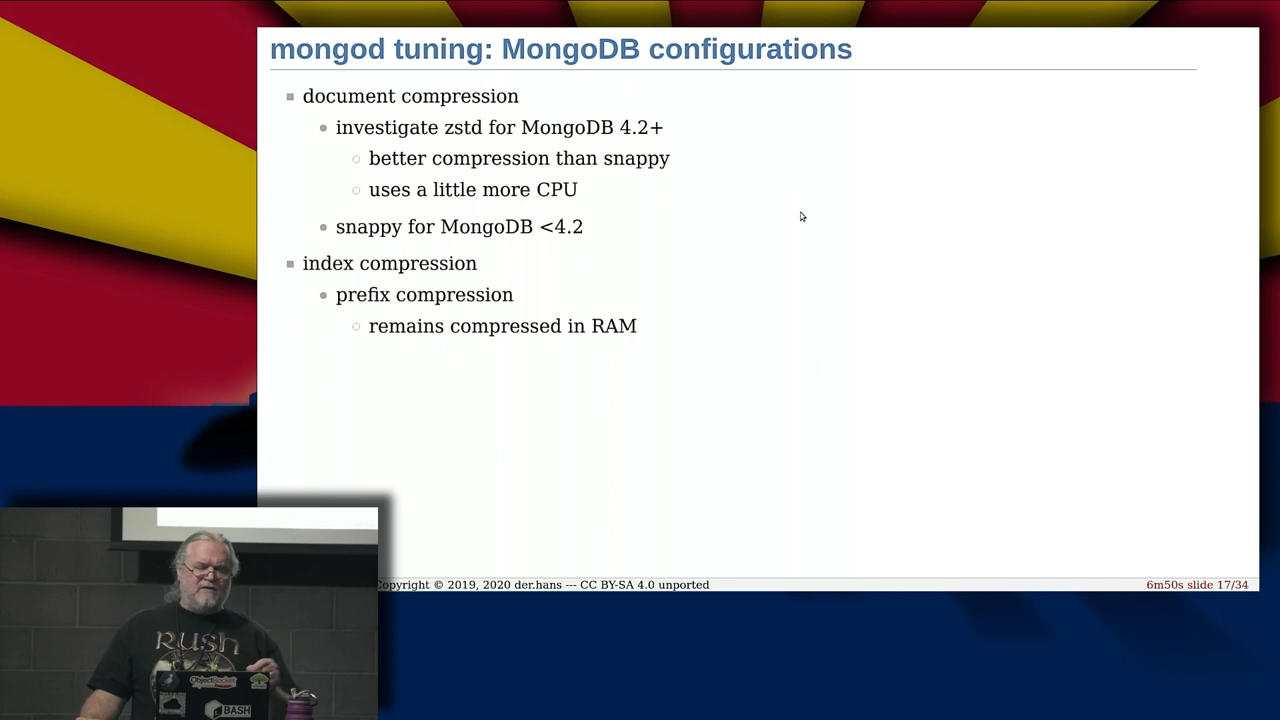 mongod tuning: MongoDB configurations
document compression
investigate zstd for MongoDB 4.2+
better compression than snappy
uses a little more CPU
snappy for MongoDB <4.2
index compression
prefix compression
remains compressed in RAM
opyright © 2019, 2020 der.hans --- CC BY-SA 4.0 unported
6m50s slide 17/34
RUSH
ObjectRocket
BASH